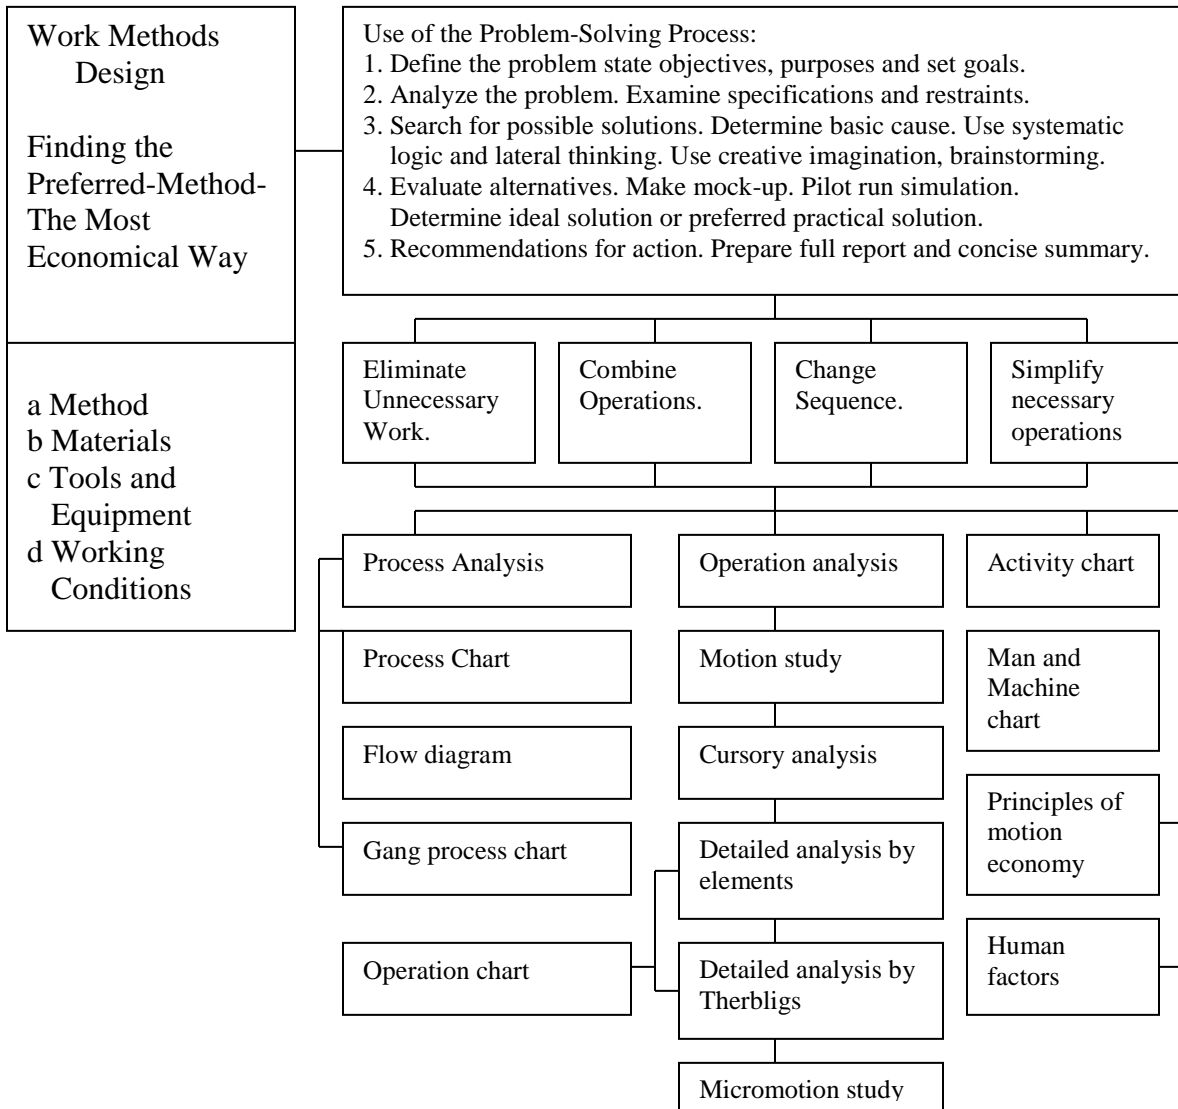 Work Methods
Design
Finding the
Preferred-Method-
The Most
Economical Way
a Method
b Materials
c Tools and
Equipment
d Working
Conditions
Use of the Problem-Solving Process:
1. Define the problem state objectives, purposes and set goals.
2. Analyze the problem. Examine specifications and restraints.
3. Search for possible solutions. Determine basic cause. Use systematic
logic and lateral thinking. Use creative imagination, brainstorming.
4. Evaluate alternatives. Make mock-up. Pilot run simulation.
Determine ideal solution or preferred practical solution.
5. Recommendations for action. Prepare full report and concise summary.
Eliminate
Unnecessary
Work.
Combine
Operations.
Change
Sequence.
Simplify
necessary
operations
Process Analysis
Process Chart
Flow diagram
Gang process chart
Operation chart
Operation analysis
Motion study
Cursory analysis
Detailed analysis by
elements
Detailed analysis by
Therbligs
Micromotion study
Activity chart
Man and
Machine
chart
Principles of
motion
economy
Human
factors